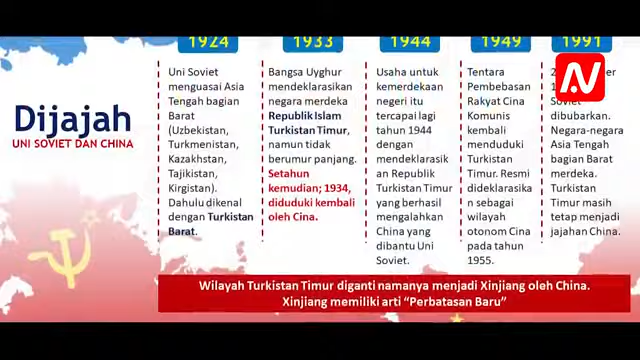 Dijajah
UNI SOVIET DAN CHINA
1924
Uni Soviet
menguasai Asia
Tengah bagian
Barat
(Uzbekistan,
Turkmenistan,
Kazakhstan,
Tajikistan,
Kirgistan).
Dahulu dikenal
dengan Turkistan
Barat.
1933
Bangsa Uyghur
mendeklarasikan
negara merdeka
Republik Islam
Turkistan Timur,
namun tidak
berumur panjang.
Setahun
kemudian; 1934,
diduduki kembali
oleh Cina.
1944
Usaha untuk
kemerdekaan
negeri itu
tercapai lagi
tahun 1944
dengan
mendeklarasik
an Republik
Turkistan Timur
yang berhasil
mengalahkan
China yang
dibantu Uni
Soviet.
1949
Tentara
Pembebasan
Rakyat Cina
Komunis
kembali
menduduki
Turkistan
Timur. Resmi
dideklarasika
n sebagai
wilayah
otonom Cina
pada tahun
1955.
1991
Soviet
dibubarkan.
Negara-negara
Asia Tengah
bagian Barat
merdeka.
Turkistan
Timur masih
tetap menjadi
jajahan China.
Wilayah Turkistan Timur diganti namanya menjadi Xinjiang oleh China.
Xinjiang memiliki arti “Perbatasan Baru”